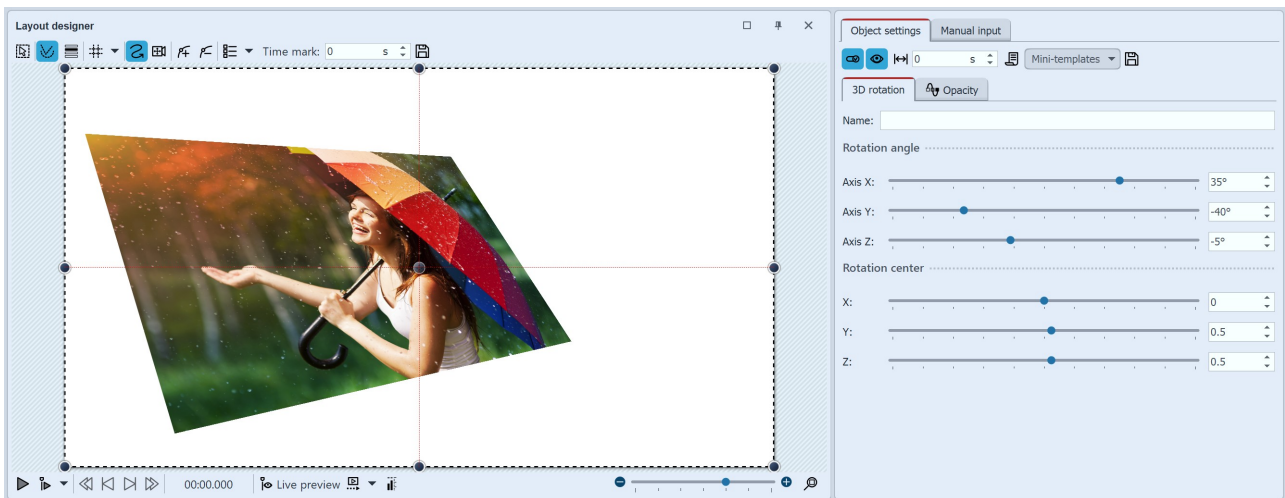 Layout designer
Time mark: 0 s
00:00.000 Live preview
Object settings Manual input
0 s Mini-templates
3D rotation Opacity
Name:
Rotation angle
Axis X: 35°
Axis Y: -40°
Axis Z: -5°
Rotation center
X: 0
Y: 0.5
Z: 0.5